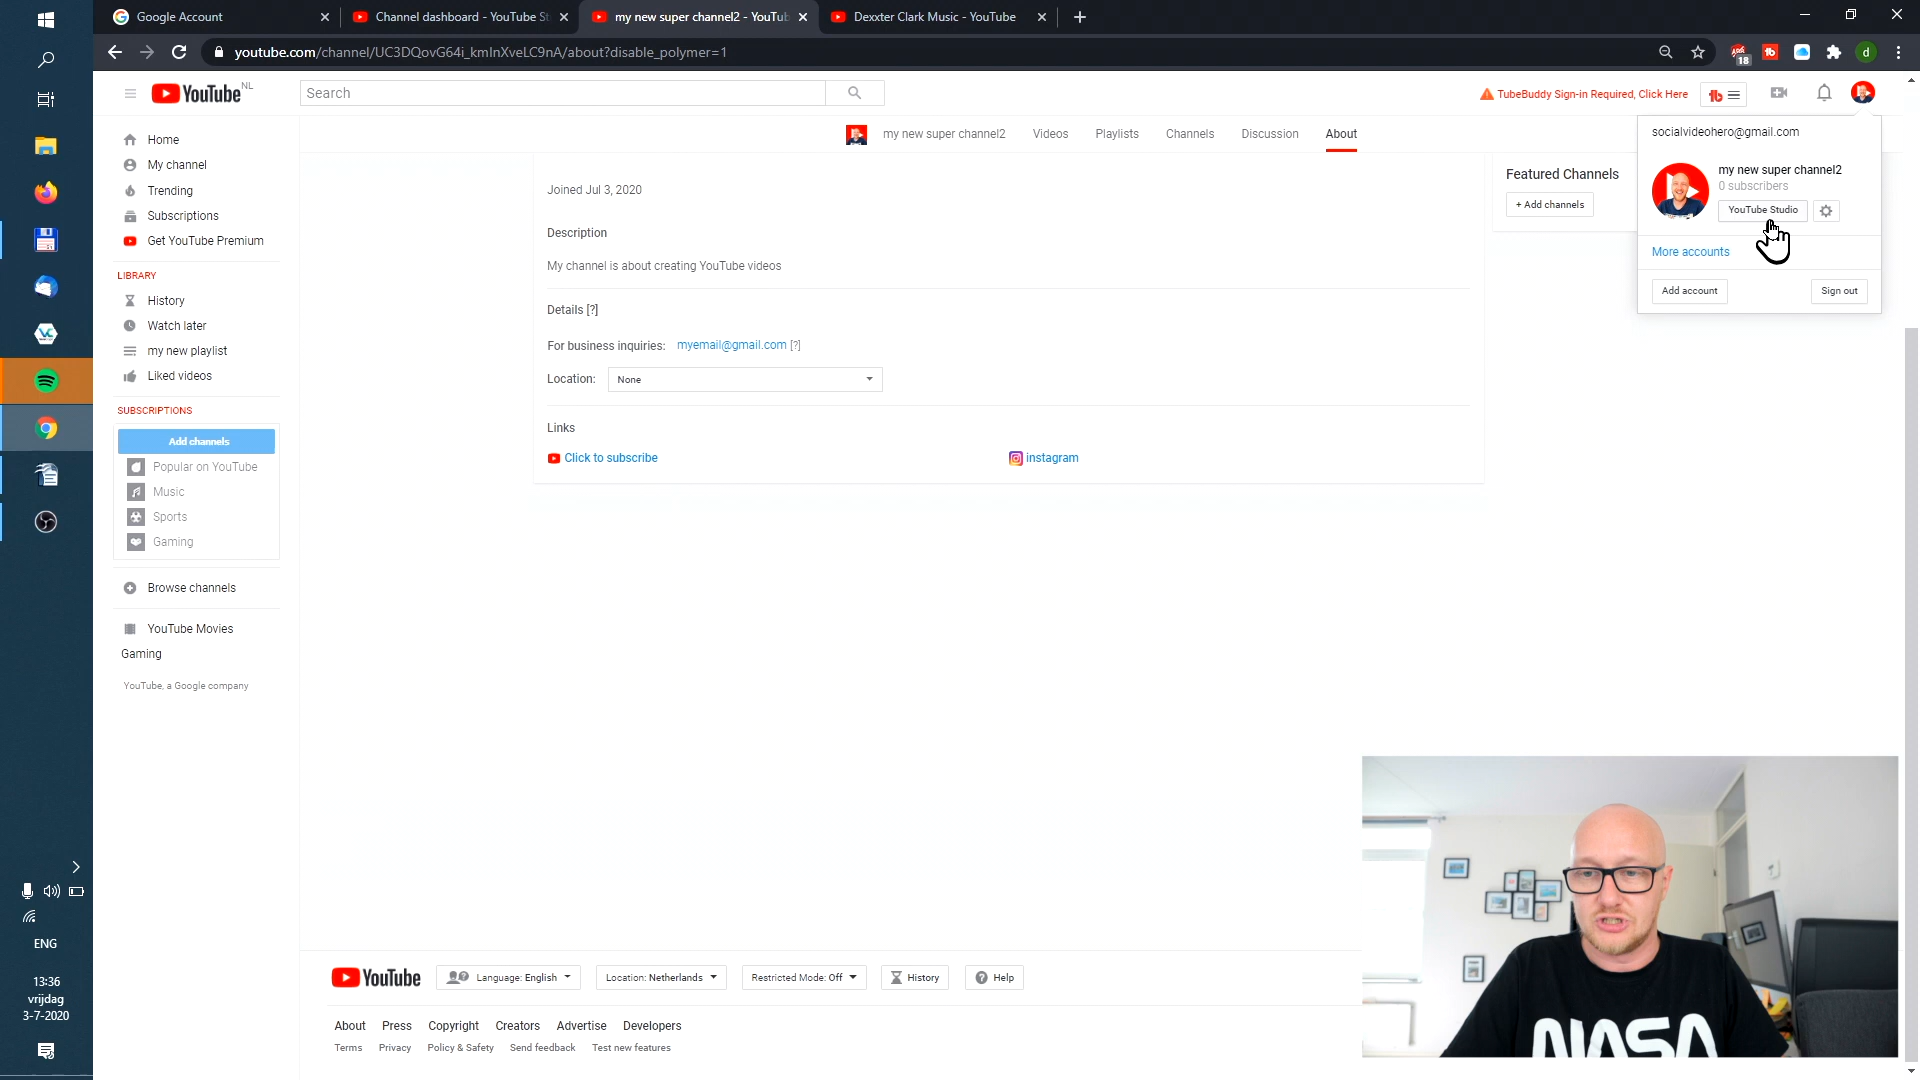 Google Account
Channel dashboard - YouTube St
my new super channel2 - YouTub
Dexxter Clark Music - YouTube
youtube.com/channel/UC3DQovG64i_kmlnXveLC9nA/about?disable_polymer=1
18
d
YouTube NL
Search
TubeBuddy Sign-in Required, Click Here
my new super channel2
Videos
Playlists
Channels
Discussion
About
Home
My channel
Trending
Subscriptions
Get YouTube Premium
LIBRARY
History
Watch later
my new playlist
Liked videos
SUBSCRIPTIONS
Add channels
Popular on YouTube
Music
Sports
Gaming
Browse channels
YouTube Movies
Gaming
YouTube, a Google company
Joined Jul 3, 2020
Description
My channel is about creating YouTube videos
Details [?]
For business inquiries: myemail@gmail.com [?]
Location: None
Links
Click to subscribe
instagram
Featured Channels
+ Add channels
socialvideohero@gmail.com
my new super channel2
0 subscribers
YouTube Studio
More accounts
Add account
Sign out
YouTube
Language: English
Location: Netherlands
Restricted Mode: Off
History
Help
About Press Copyright Creators Advertise Developers
Terms Privacy Policy & Safety Send feedback Test new features
ENG
13:36
vrijdag
3-7-2020
NASA